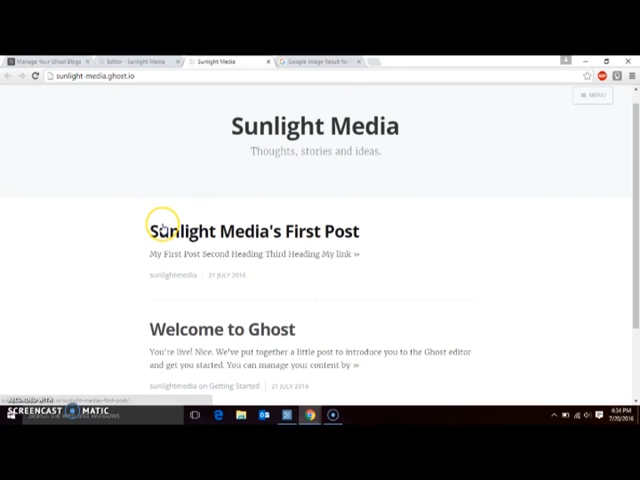 Manage Your Ghost Blogs
Editor - Sunlight Media
Sunlight Media
Google Image Result for
sunlight-media.ghost.io
MENU
Sunlight Media
Thoughts, stories and ideas.
Sunlight Media's First Post
My First Post Second Heading Third Heading My link »
sunlightmedia
21 JULY 2016
Welcome to Ghost
You're live! Nice. We've put together a little post to introduce you to the Ghost editor
and get you started. You can manage your content by »
sunlightmedia on Getting Started
21 JULY 2016
RECORDED WITH
SCREENCAST MATIC
Windows
4:34 PM
7/20/2016